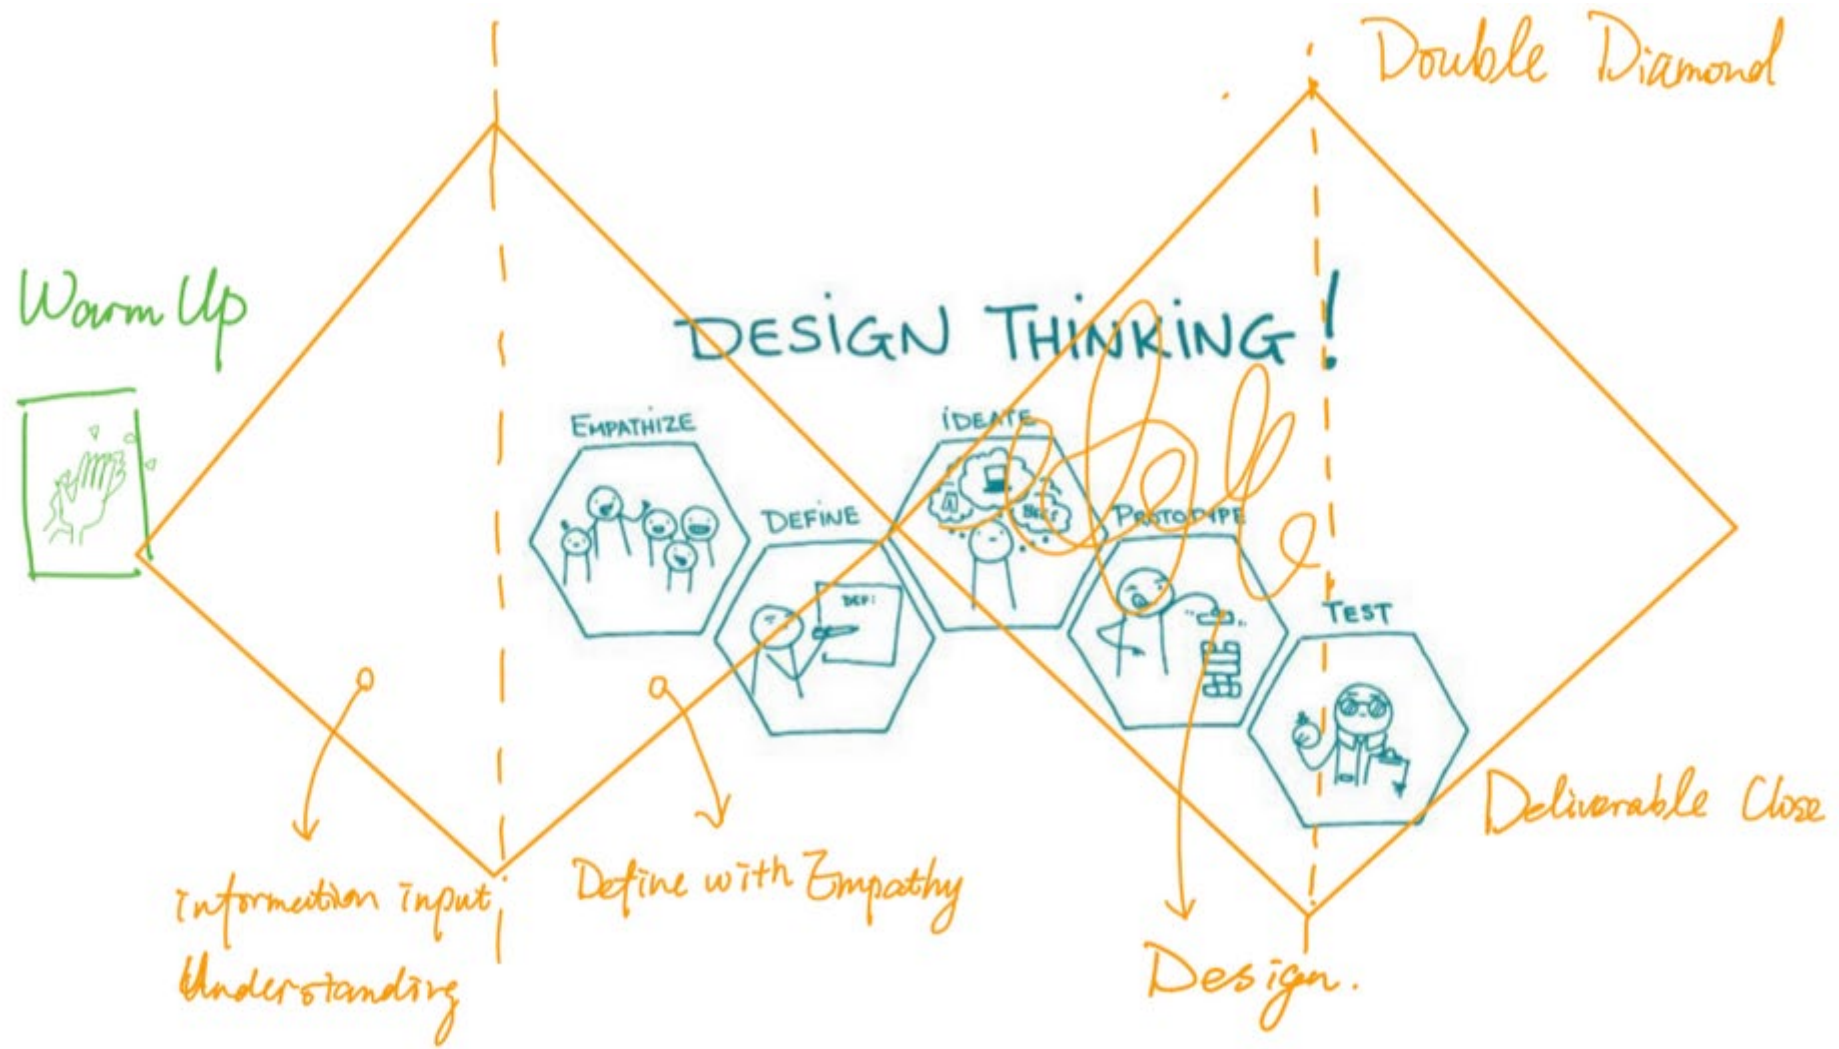 Double Diamond
Warm Up
DESIGN THINKING!
EMPATHIZE
IDEATE
DEFINE
PROTOTYPE
DEF:
TEST
Deliverable Close
Information input
Understanding
Define with Empathy
Design.